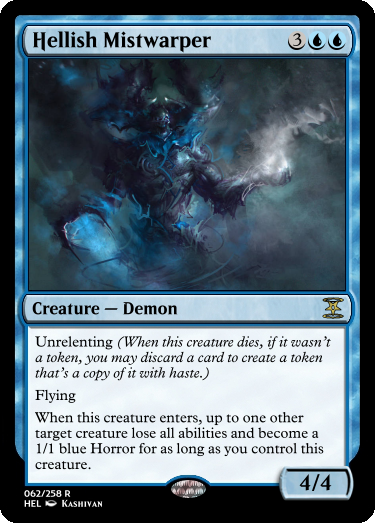 Hellish Mistwarper 3
Creature — Demon
Unrelenting (When this creature dies, if it wasn't
a token, you may discard a card to create a token
that's a copy of it with haste.)
Flying
When this creature enters, up to one other
target creature lose all abilities and become a
1/1 blue Horror for as long as you control this
creature.
4/4
062/258 R
HEL Kashivan